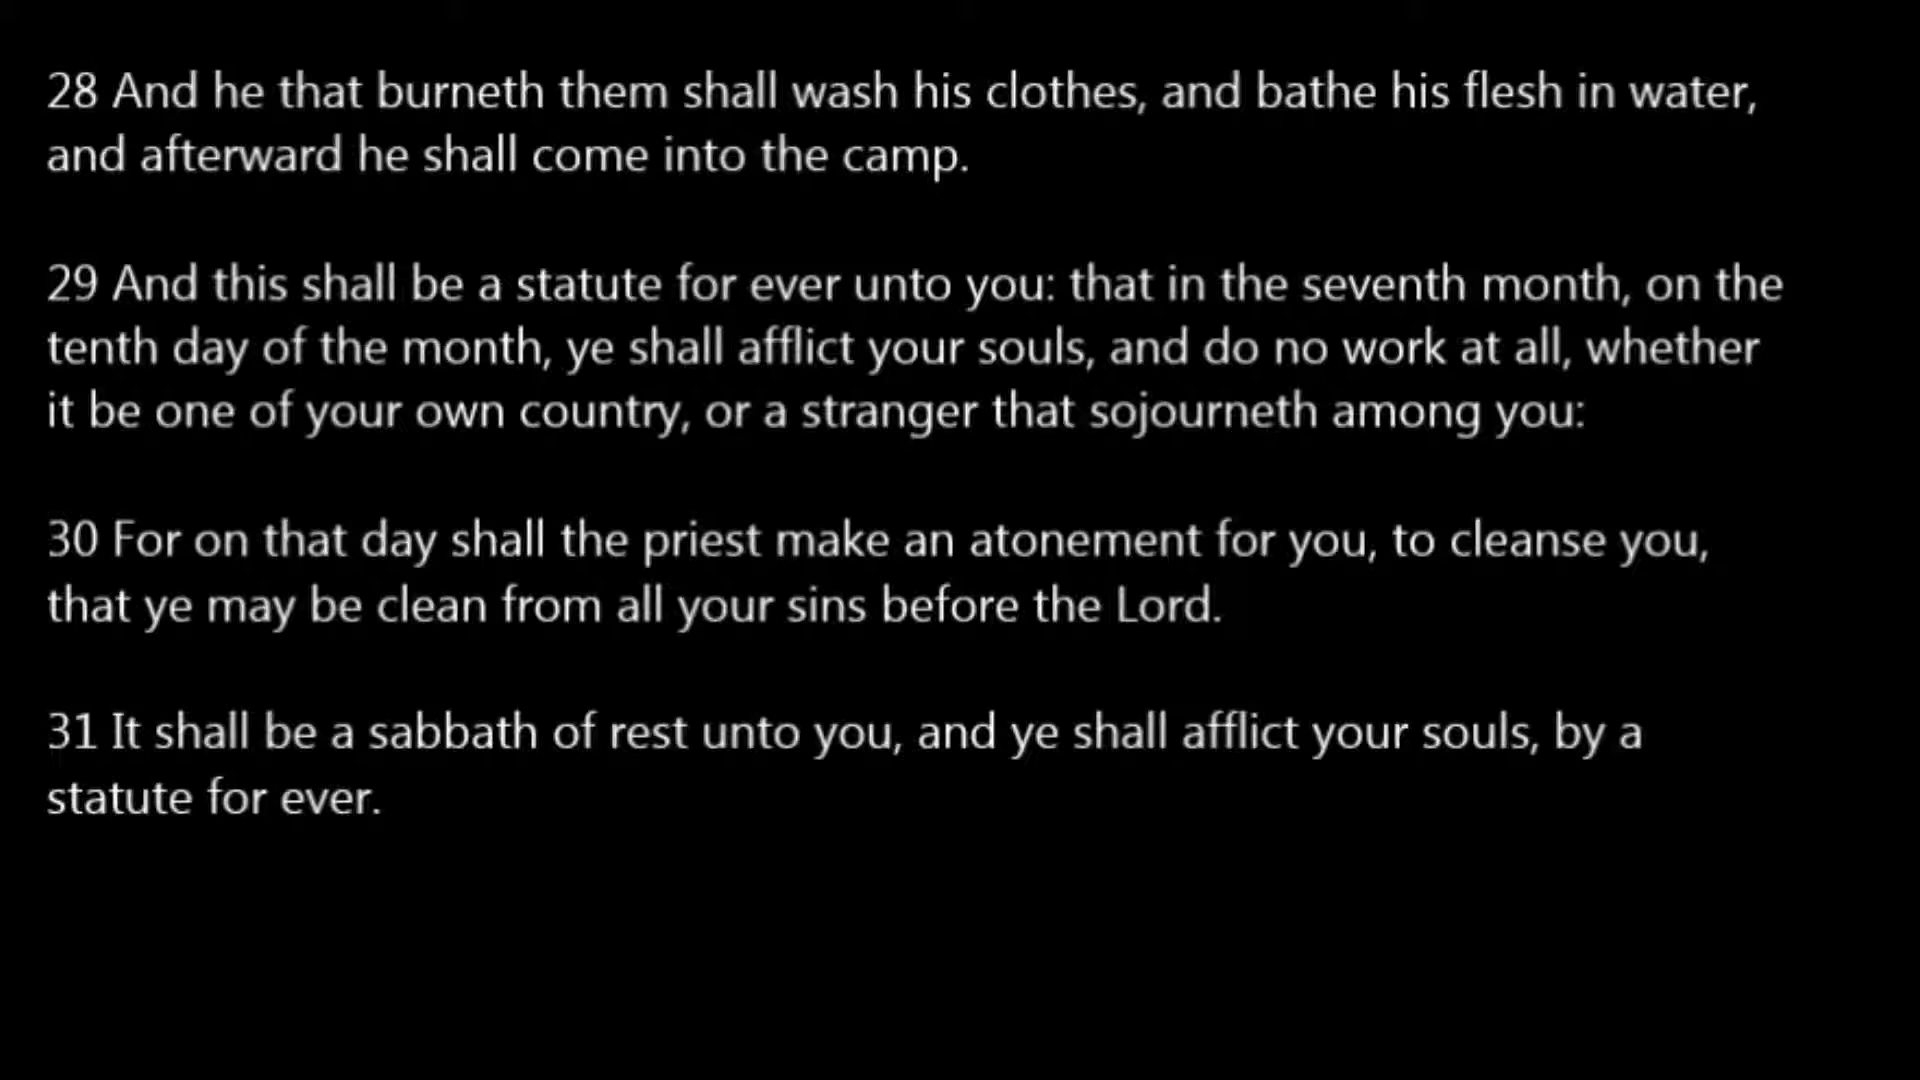 28 And he that burneth them shall wash his clothes, and bathe his flesh in water,
and afterward he shall come into the camp.
29 And this shall be a statute for ever unto you: that in the seventh month, on the
tenth day of the month, ye shall afflict your souls, and do no work at all, whether
it be one of your own country, or a stranger that sojourneth among you:
30 For on that day shall the priest make an atonement for you, to cleanse you,
that ye may be clean from all your sins before the Lord.
31 It shall be a sabbath of rest unto you, and ye shall afflict your souls, by a
statute for ever.